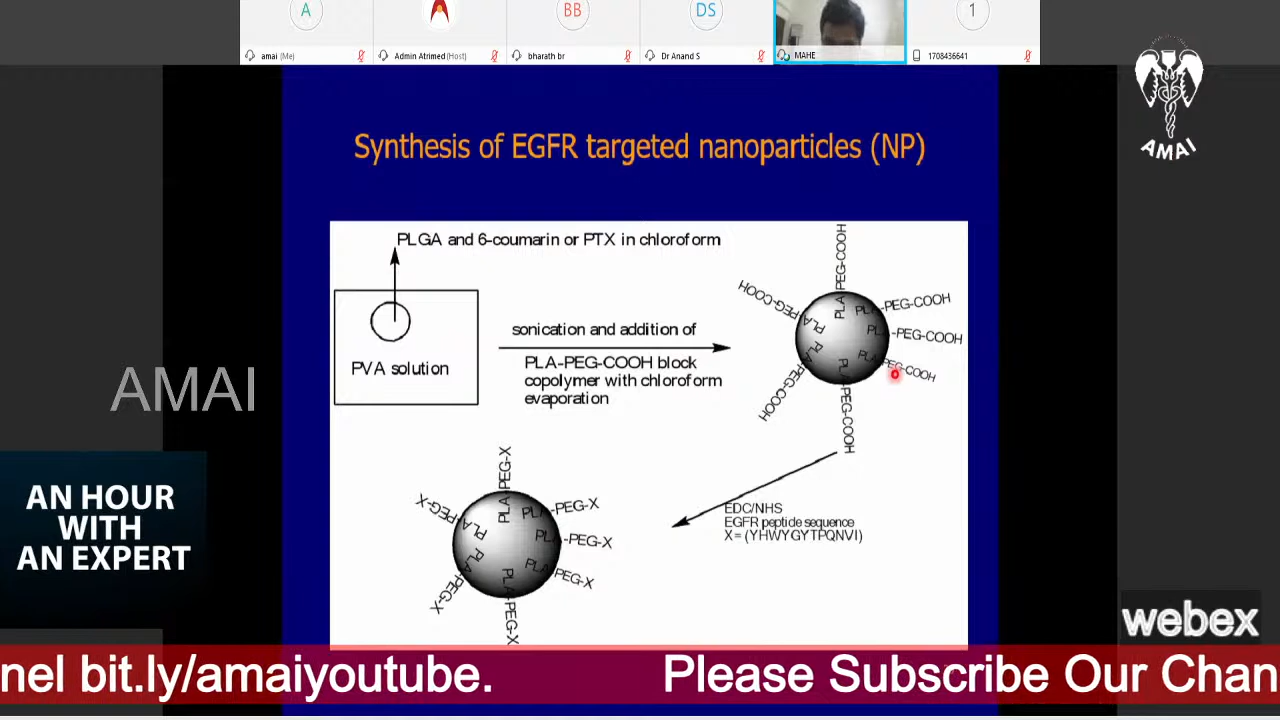 A
BB
DS
1
amai (Me)
Admin Atrimed (Host)
bharath br
Dr Anand S
MAHE
1708436641
AMAI
Synthesis of EGFR targeted nanoparticles (NP)
PLGA and 6-coumarin or PTX in chloroform
PVA solution
sonication and addition of
PLA-PEG-COOH block
copolymer with chloroform
evaporation
PLA-PEG-COOH
PLA-PEG-COOH
PLA-PEG-COOH
PLA-PEG-COOH
PLA-PEG-COOH
PLA-PEG-COOH
PLA-PEG-COOH
EDC/NHS
EGFR peptide sequence
X = (YHWYGYTPQNVI)
PLA-PEG-X
PLA-PEG-X
PLA-PEG-X
PLA-PEG-X
PLA-PEG-X
PLA-PEG-X
PLA-PEG-X
AMAI
AN HOUR
WITH
AN EXPERT
webex
nel bit.ly/amaiyoutube. Please Subscribe Our Chan